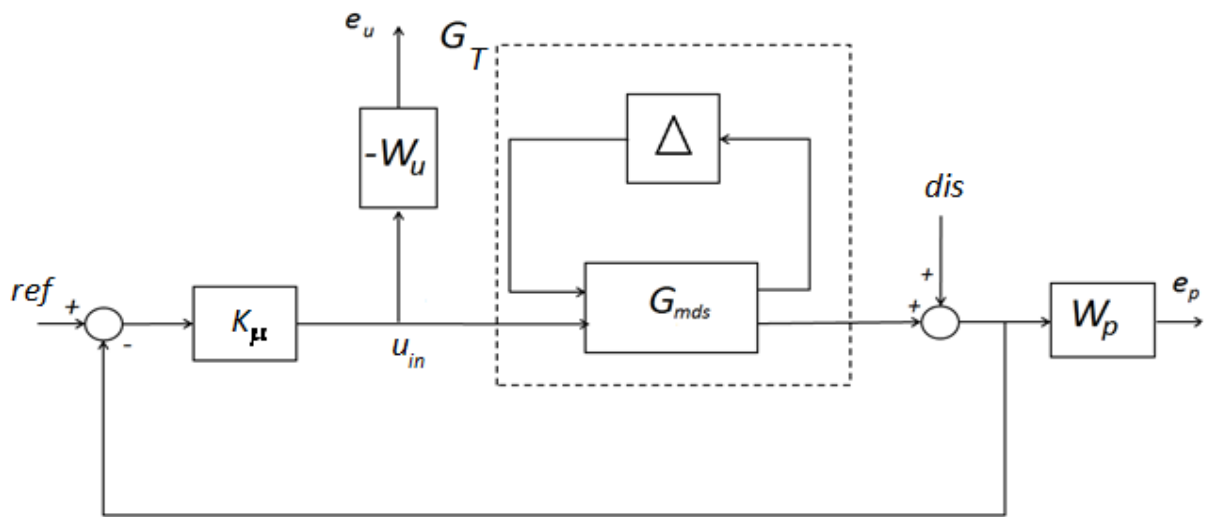 e_u
G_T
-W_u
Δ
dis
ref
+
-
K_μ
u_in
G_mds
+
+
W_p
e_p